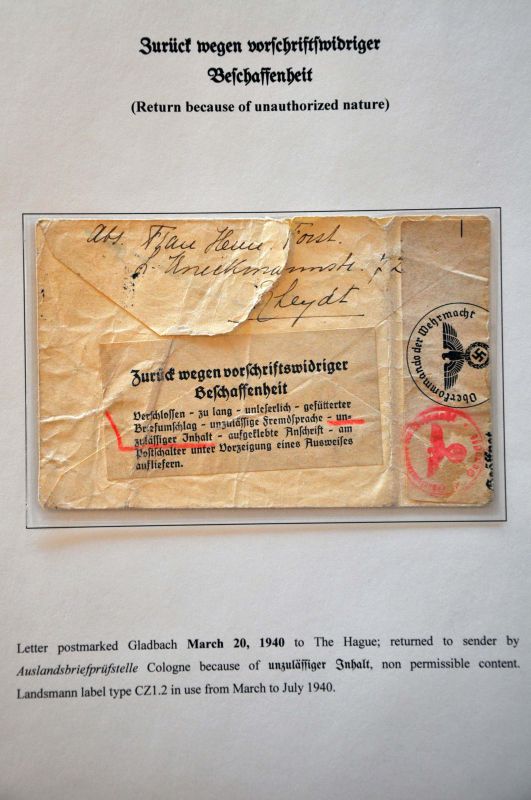 Zurück wegen vorschriftswidriger
Beschaffenheit
(Return because of unauthorized nature)
Abs. Frau Heinr. Forst.
Rheydt
Zurück wegen vorschriftswidriger
Beschaffenheit
Verschlossen - zu lang - unleserlich - gefütterter
Briefumschlag - unzulässige Fremdsprache - un-
zulässiger Inhalt - aufgeklebte Anschrift - am
Postschalter unter Vorzeigung eines Ausweises
aufliefern.
Oberkommando der Wehrmacht
Geöffnet
Letter postmarked Gladbach March 20, 1940 to The Hague; returned to sender by
Auslandsbriefprüfstelle Cologne because of unzulässiger Inhalt, non permissible content.
Landsmann label type CZ1.2 in use from March to July 1940.